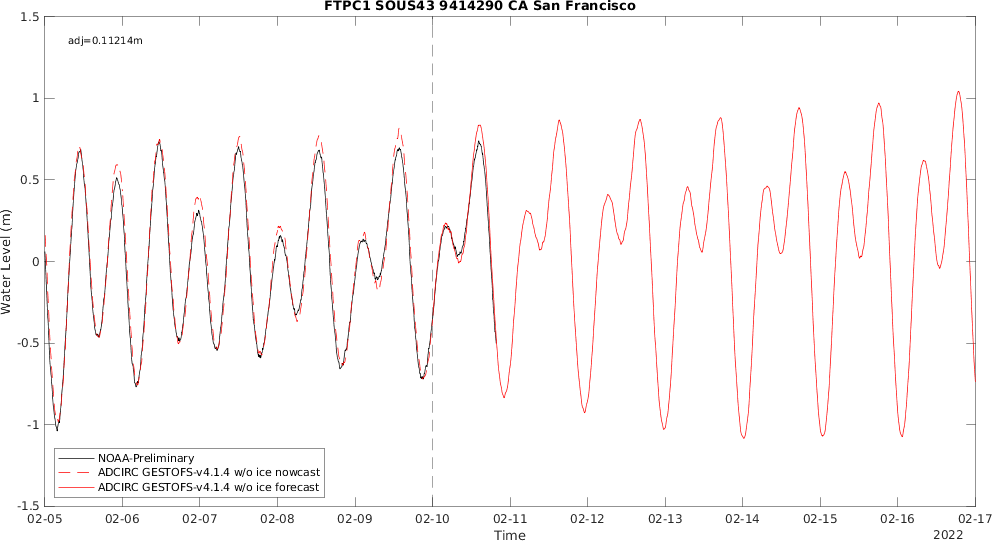 FTPC1 SOUS43 9414290 CA San Francisco
1.5
adj=0.11214m
1
0.5
0
-0.5
-1
-1.5
Water Level (m)
NOAA-Preliminary
ADCIRC GESTOFS-v4.1.4 w/o ice nowcast
ADCIRC GESTOFS-v4.1.4 w/o ice forecast
02-05 02-06 02-07 02-08 02-09 02-10 02-11 02-12 02-13 02-14 02-15 02-16 02-17
Time
2022